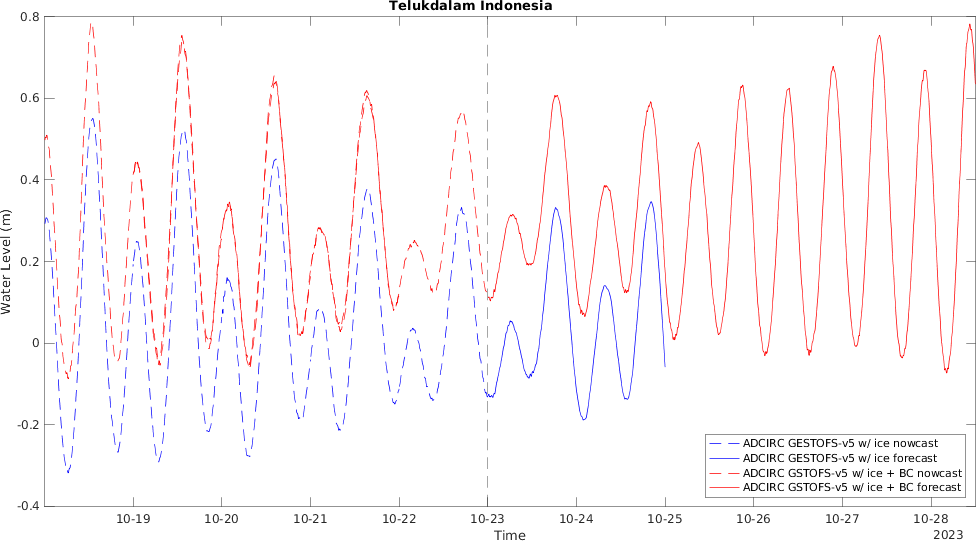 Telukdalam Indonesia
0.8
0.6
0.4
0.2
0
-0.2
-0.4
Water Level (m)
10-19
10-20
10-21
10-22
10-23
10-24
10-25
10-26
10-27
10-28
Time
2023
ADCIRC GESTOFS-v5 w/ ice nowcast
ADCIRC GESTOFS-v5 w/ ice forecast
ADCIRC GSTOFS-v5 w/ ice + BC nowcast
ADCIRC GSTOFS-v5 w/ ice + BC forecast